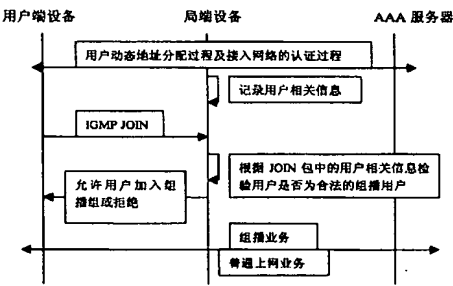 用户端设备 局端设备 AAA 服务器
用户动态地址分配过程及接入网络的认证过程
记录用户相关信息
IGMP JOIN
根据 JOIN 包中的用户相关信息检
验用户是否为合法的组播用户
允许用户加入组
播组或拒绝
组播业务
普通上网业务